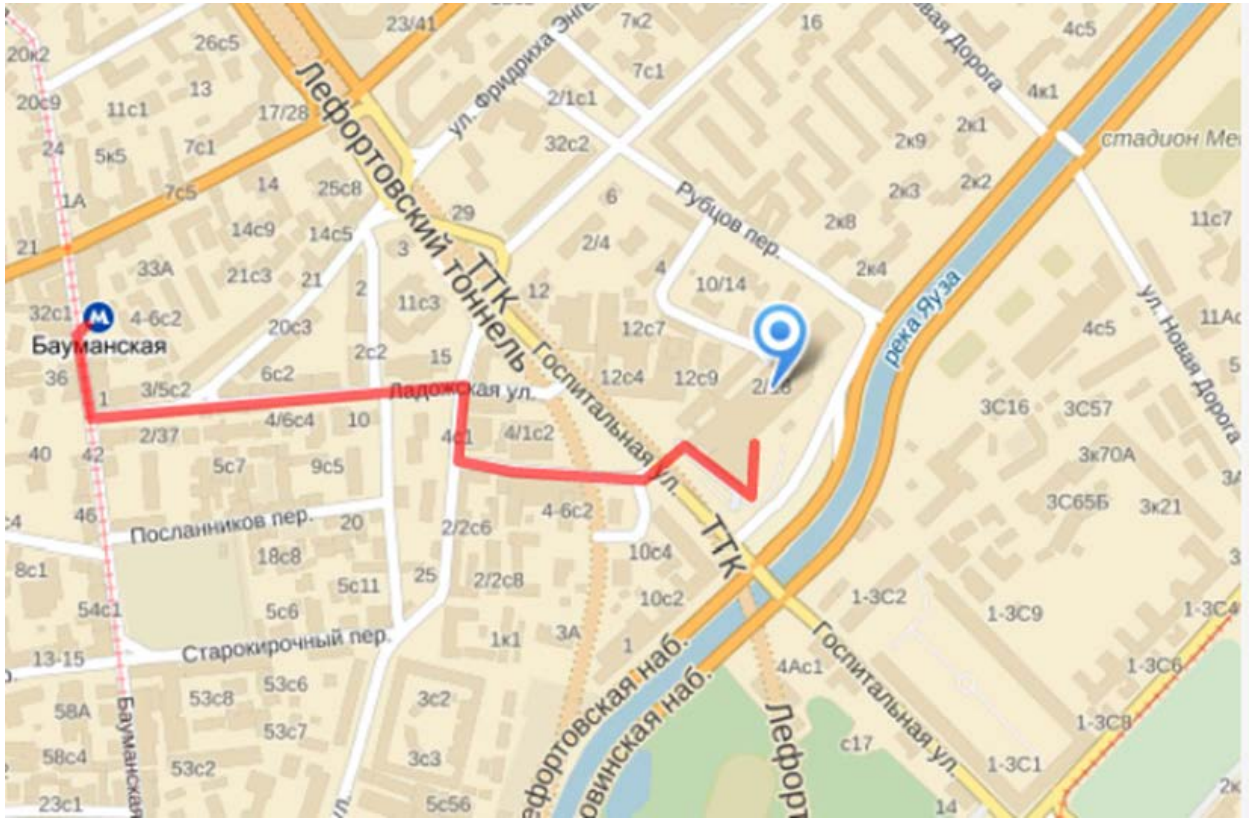 23/41
7к2
16
4с5
26с5
20к2
7с1
13
ул. Фридриха Энге
20с9
11с1
17/28
2/1с1
4к1
24
5к5
7с1
32с2
2к9
2к1
стадион Ме
Лефортовский тоннель
14
25с8
7с5
1А
6
Рубцов пер.
2к3
2к2
29
14с9
14с5
3
2/4
2к8
11с7
21
33А
21с3
21
2
4
10/14
2к4
ТТК
12
11с3
река Яуза
ул. Новая Дорога
32с1
М
4-6с2
20с3
12с7
4с5
Бауманская
2с2
15
Госпитальная ул.
36
6с2
12с4
12с9
1
3/5с2
Ладожская ул.
3С16
3С57
2/37
4/6с4
10
4с1
4/1с2
40
42
5с7
9с5
3к70А
46
4-6с2
3С65Б
3к21
Посланников пер.
20
2/2с6
ТТК
18с8
10с4
8с1
5с11
25
2/2с8
10с2
1-3С2
54с1
5с6
1-3С9
1-3С4
Старокирочный пер.
1к1
3А
1
Госпитальная ул.
13-15
53с6
4Ас1
1-3С6
58А
53с8
3с2
Бауманская
53с7
1-3С8
58с4
53с2
3с3
с17
1-3С1
23с1
5с56
14
ефортовская наб.
овинская наб.
Лефорт